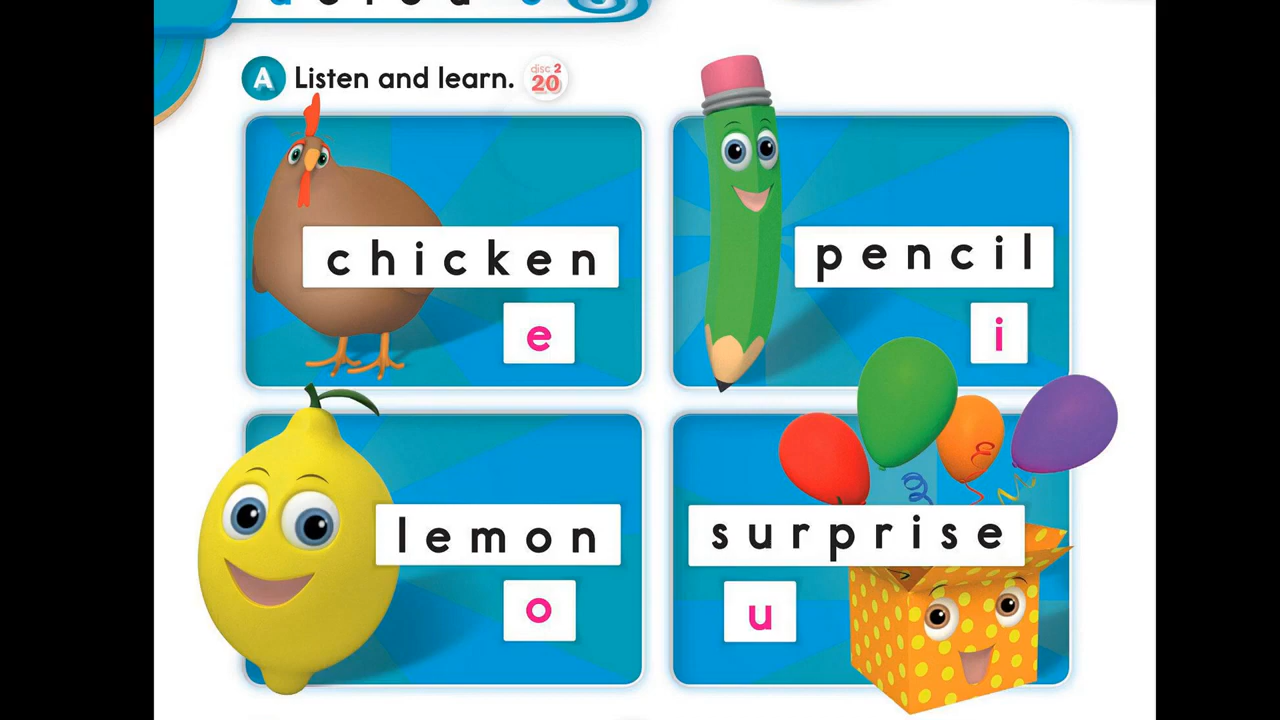 A Listen and learn. disc 2 20
chicken
e
pencil
i
lemon
o
surprise
u